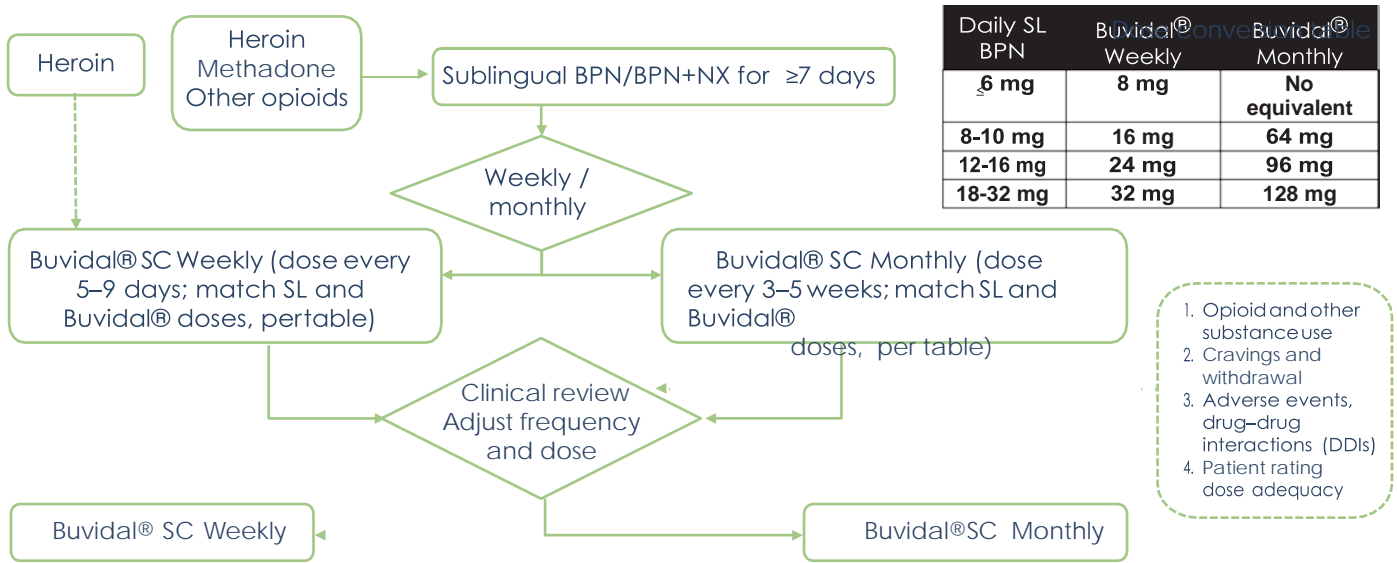 Heroin
Heroin
Methadone
Other opioids
Sublingual BPN/BPN+NX for ≥7 days
Dose conversion table
Daily SL BPN
Buvidal® Weekly
Buvidal® Monthly
≤6 mg
8 mg
No equivalent
8-10 mg
16 mg
64 mg
12-16 mg
24 mg
96 mg
18-32 mg
32 mg
128 mg
Weekly /
monthly
Buvidal® SC Weekly (dose every
5–9 days; match SL and
Buvidal® doses, pertable)
Buvidal® SC Monthly (dose
every 3–5 weeks; match SL and
Buvidal®
doses, per table)
1. Opioid and other
substance use
2. Cravings and
withdrawal
3. Adverse events,
drug–drug
interactions (DDIs)
4. Patient rating
dose adequacy
Clinical review
Adjust frequency
and dose
Buvidal® SC Weekly
Buvidal®SC Monthly